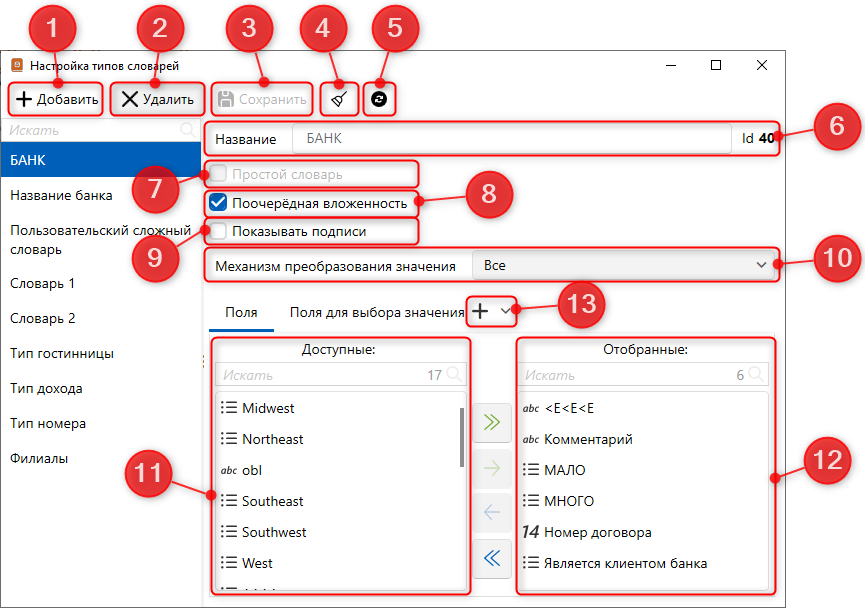 1 2 3 4 5
Настройка типов словарей
Добавить Удалить Сохранить
6
Искать Название БАНК Id 40
БАНК
7 Простой словарь
8
Название банка Поочерёдная вложенность
Пользовательский сложный
словарь
9 Показывать подписи
10
Механизм преобразования значения Все
Словарь 1
Словарь 2 Поля Поля для выбора значения 13
Тип гостинницы Доступные: Отобранные:
Искать 17 Искать 6
Тип дохода
Midwest <E<E<E
abc
Тип номера
Northeast Комментарий
abc
Филиалы
11 abc obl МАЛО
12
Southeast МНОГО
Southwest 14 Номер договора
West Является клиентом банка